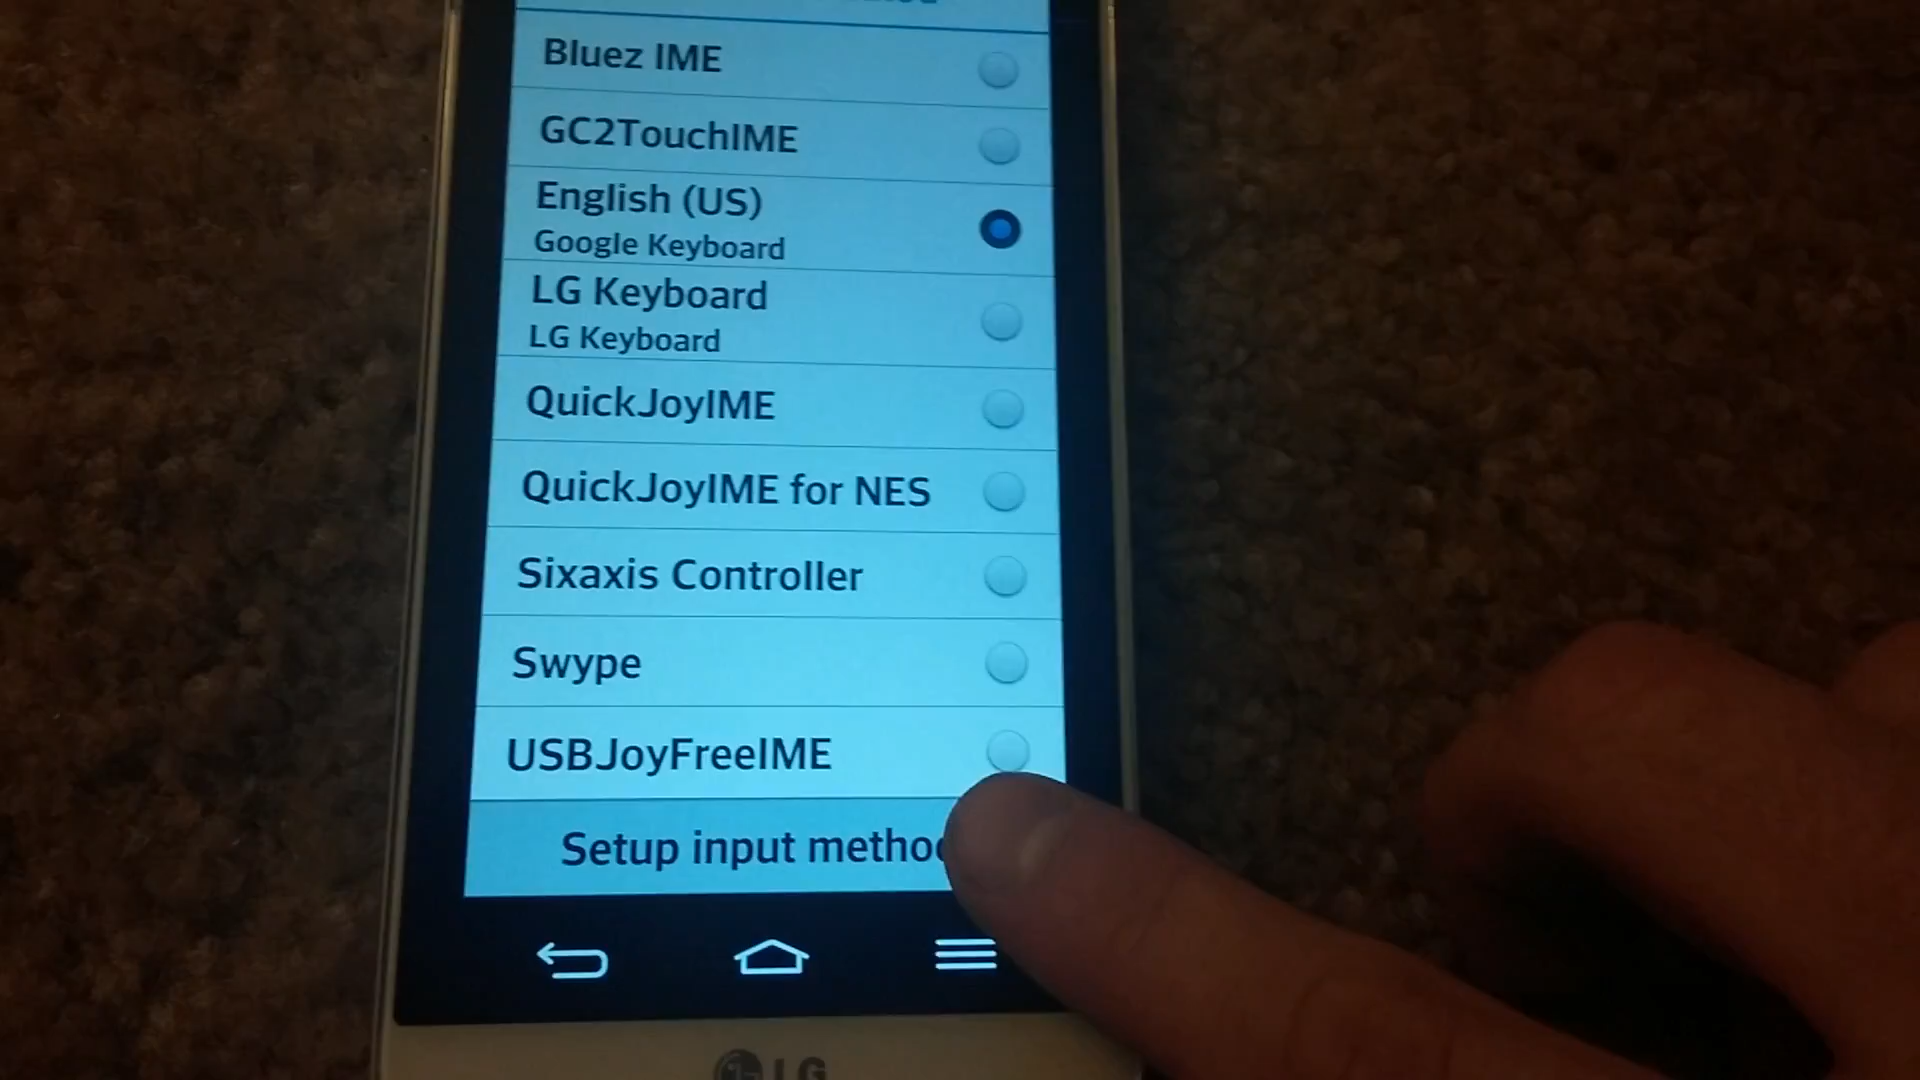 Bluez IME
GC2TouchIME
English (US)
Google Keyboard
LG Keyboard
LG Keyboard
QuickJoyIME
QuickJoyIME for NES
Sixaxis Controller
Swype
USBJoyFreeIME
Setup input
LG